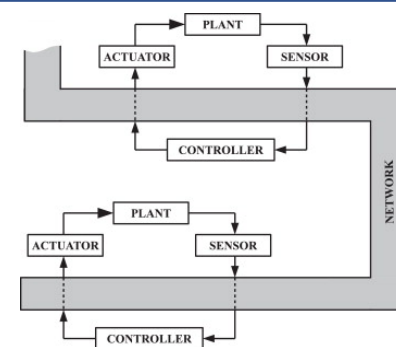 PLANT
ACTUATOR
SENSOR
CONTROLLER
NETWORK
PLANT
ACTUATOR
SENSOR
CONTROLLER